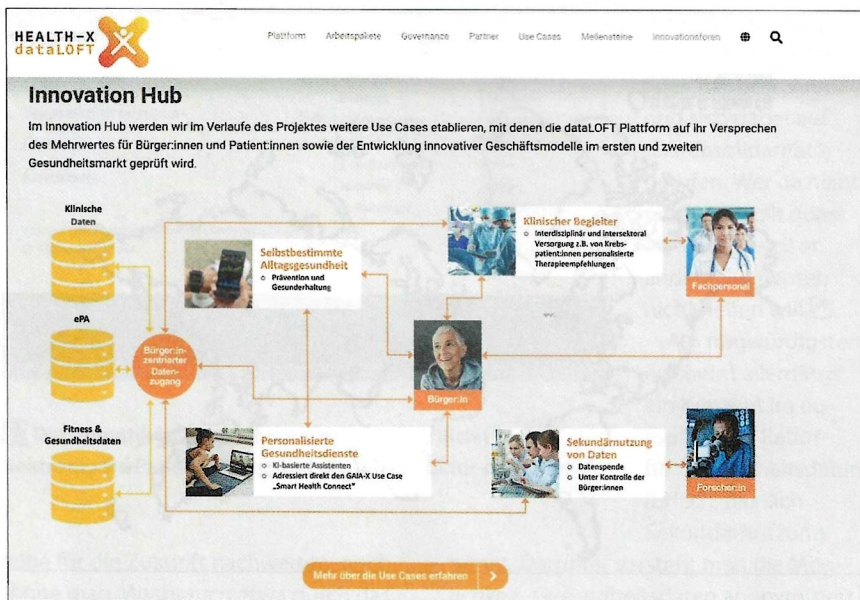 HEALTH-X
dataLOFT
Plattform Arbeitspakete Governance Partner Use Cases Meilensteine Innovationsforen
Innovation Hub
Im Innovation Hub werden wir im Verlaufe des Projektes weitere Use Cases etablieren, mit denen die dataLOFT Plattform auf ihr Versprechen
des Mehrwertes für Bürger:innen und Patient:innen sowie der Entwicklung innovativer Geschäftsmodelle im ersten und zweiten
Gesundheitsmarkt geprüft wird.
Klinische
Daten
ePA
Fitness &
Gesundheitsdaten
Bürger:in-
zentrierter
Daten-
zugang
Selbstbestimmte
Alltagsgesundheit
Prävention und
Gesunderhaltung
Klinischer Begleiter
Interdisziplinär und intersektoral
Versorgung z.B. von Krebs-
patient:innen personalisierte
Therapieempfehlungen
Fachpersonal
Bürger:in
Personalisierte
Gesundheitsdienste
KI-basierte Assistenten
Adressiert direkt den GAIA-X Use Case
„Smart Health Connect"
Sekundärnutzung
von Daten
Datenspende
Unter Kontrolle der
Bürger:innen
Forscher:in
Mehr über die Use Cases erfahren